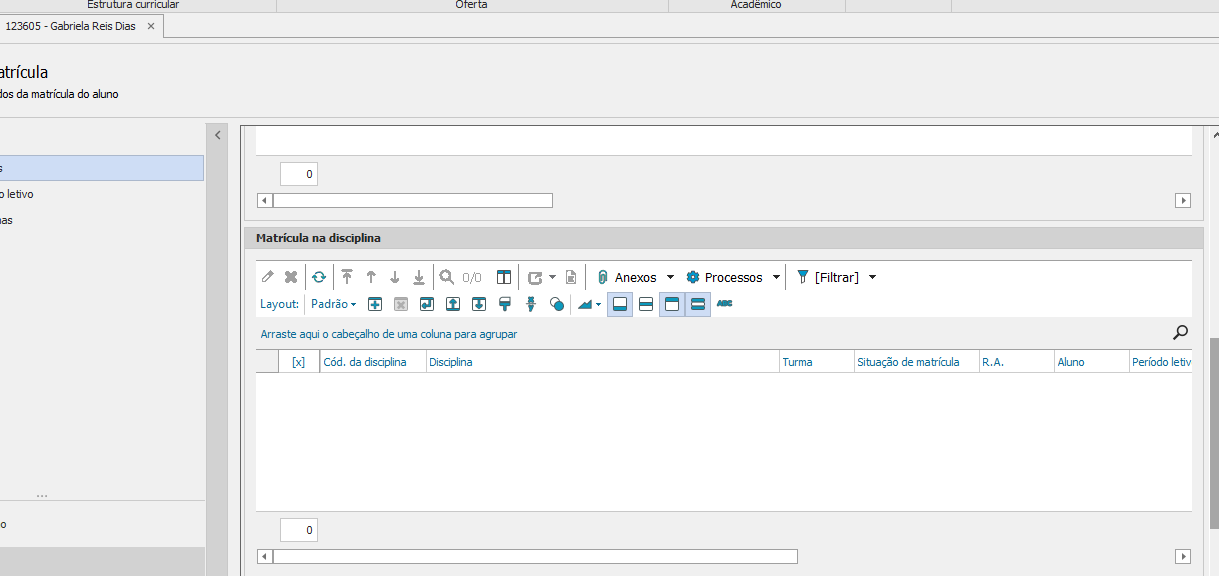 Estrutura curricular Oferta Acadêmico
123605 - Gabriela Reis Dias ×
atrícula
dos da matrícula do aluno
s
o letivo
nas
0
Matrícula na disciplina
0/0 Anexos Processos [Filtrar]
Layout: Padrão ABC
Arraste aqui o cabeçalho de uma coluna para agrupar
[x] Cód. da disciplina Disciplina Turma Situação de matrícula R.A. Aluno Período letiv
...
o
0